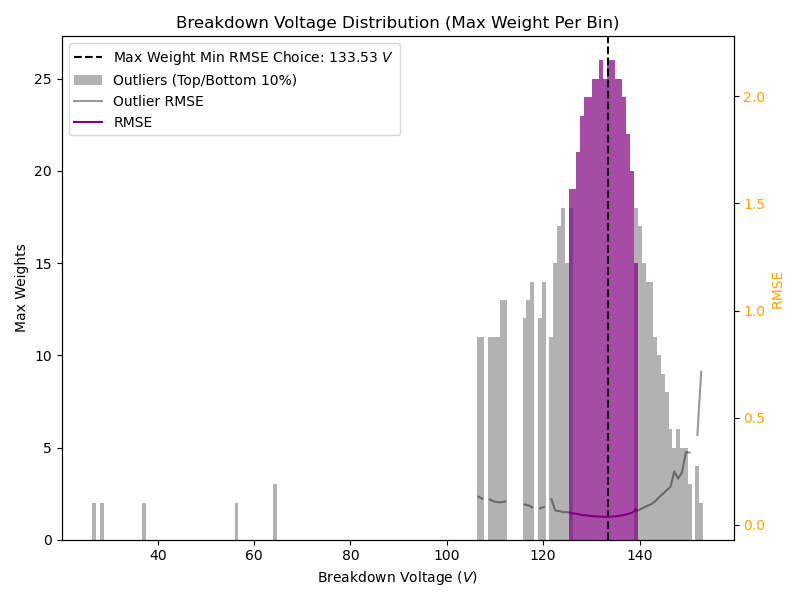 Breakdown Voltage Distribution (Max Weight Per Bin)
Max Weight Min RMSE Choice: 133.53 V
Outliers (Top/Bottom 10%)
Outlier RMSE
RMSE
Max Weights
25
20
15
10
5
0
40
60
80
100
120
140
Breakdown Voltage (V)
2.0
1.5
1.0
0.5
0.0
RMSE